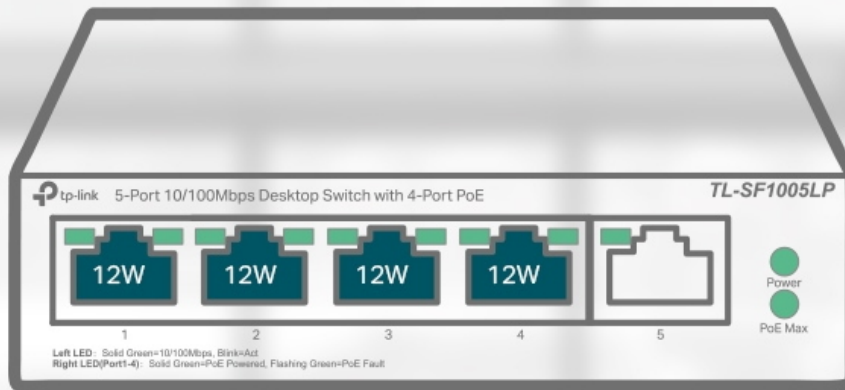 tp-link 5-Port 10/100Mbps Desktop Switch with 4-Port PoE TL-SF1005LP
12W 12W 12W 12W
Power
1 2 3 4 5
PoE Max
Left LED: Solid Green=10/100Mbps, Blink=Act
Right LED(Port1-4): Solid Green=PoE Powered, Flashing Green=PoE Fault